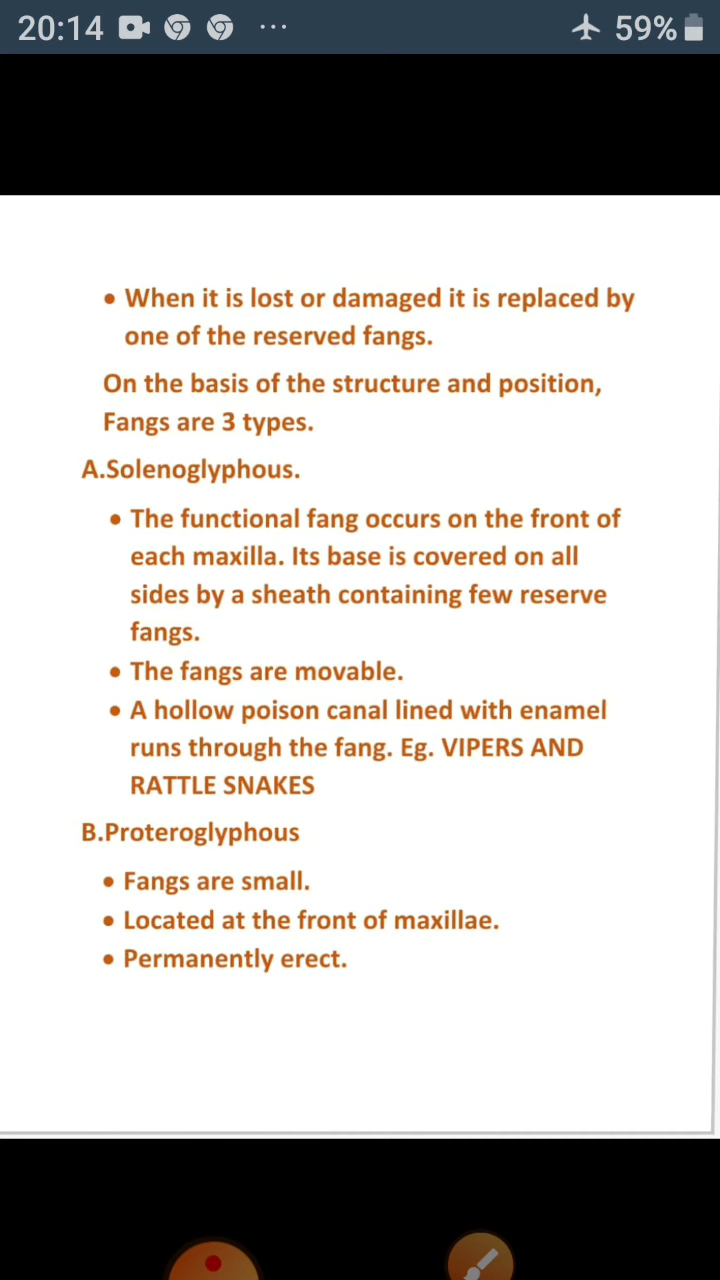 20:14 ... 59%
• When it is lost or damaged it is replaced by
one of the reserved fangs.
On the basis of the structure and position,
Fangs are 3 types.
A.Solenoglyphous.
• The functional fang occurs on the front of
each maxilla. Its base is covered on all
sides by a sheath containing few reserve
fangs.
• The fangs are movable.
• A hollow poison canal lined with enamel
runs through the fang. Eg. VIPERS AND
RATTLE SNAKES
B.Proteroglyphous
• Fangs are small.
• Located at the front of maxillae.
• Permanently erect.